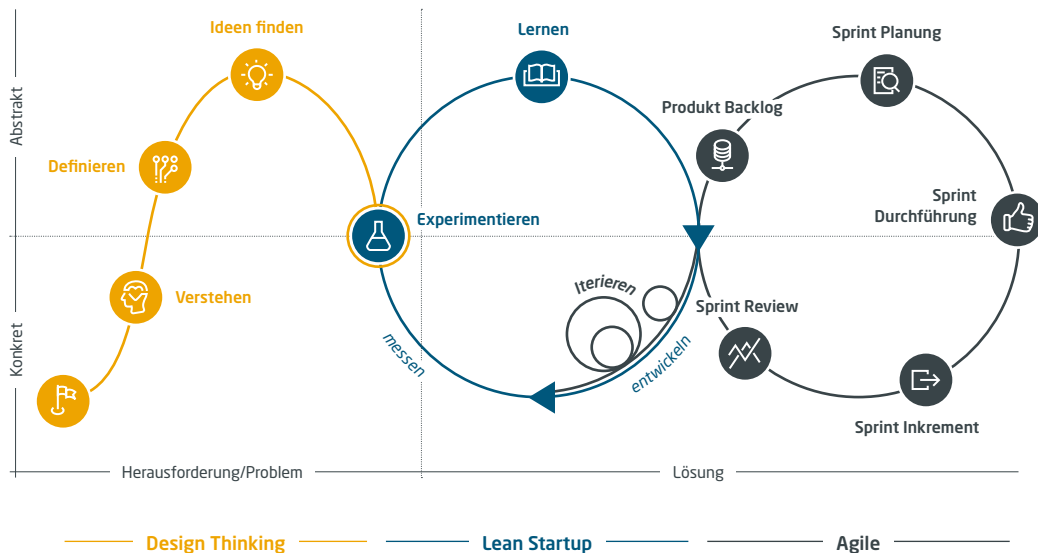 Ideen finden
Lernen
Sprint Planung
Abstrakt
Produkt Backlog
Definieren
Sprint
Durchführung
Experimentieren
Verstehen
Iterieren
Sprint Review
Konkret
messen
entwickeln
Sprint Inkrement
Herausforderung/Problem
Lösung
Design Thinking
Lean Startup
Agile